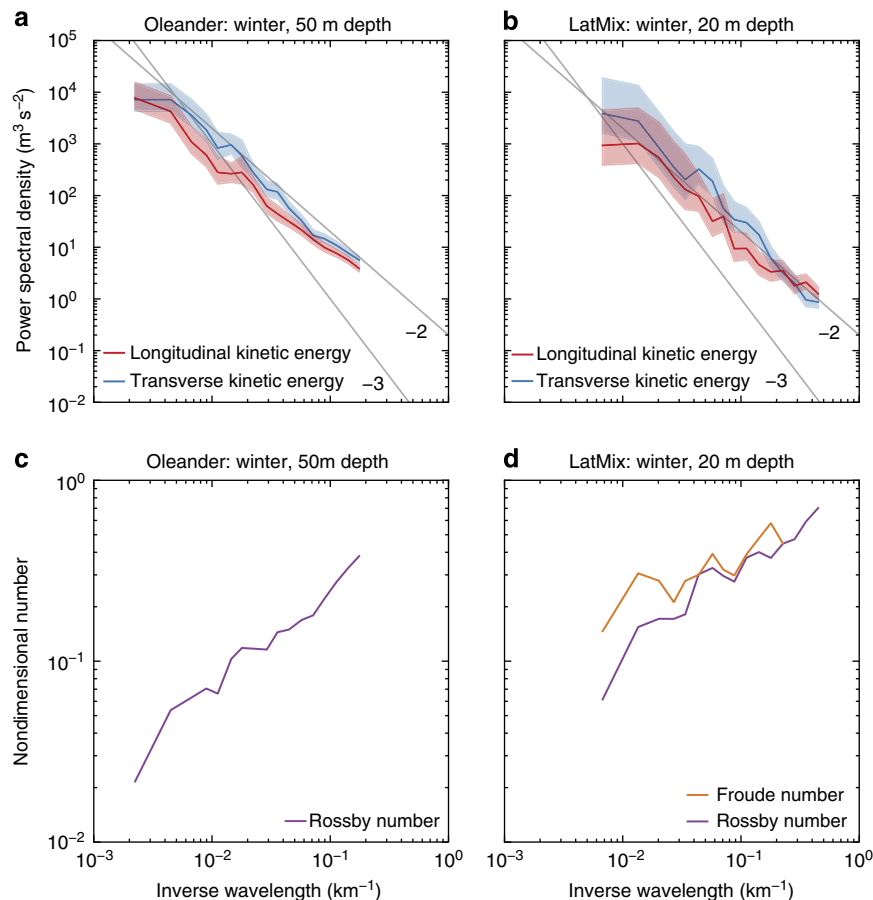 a
Oleander: winter, 50 m depth
10⁵
10⁴
10³
10²
10¹
10⁰
10⁻¹
10⁻²
Power spectral density (m³ s⁻²)
−2
−3
Longitudinal kinetic energy
Transverse kinetic energy
b
LatMix: winter, 20 m depth
−2
−3
Longitudinal kinetic energy
Transverse kinetic energy
c
Oleander: winter, 50m depth
10⁰
10⁻¹
10⁻²
Nondimensional number
Rossby number
10⁻³ 10⁻² 10⁻¹ 10⁰
Inverse wavelength (km⁻¹)
d
LatMix: winter, 20 m depth
Froude number
Rossby number
10⁻³ 10⁻² 10⁻¹ 10⁰
Inverse wavelength (km⁻¹)